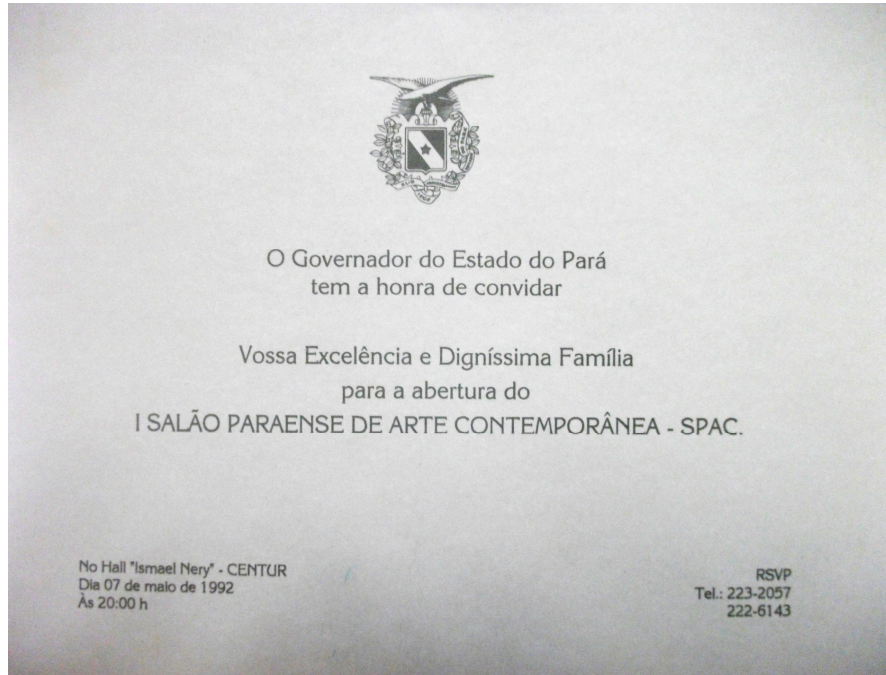 O Governador do Estado do Pará
tem a honra de convidar
Vossa Excelência e Digníssima Família
para a abertura do
I SALÃO PARAENSE DE ARTE CONTEMPORÂNEA - SPAC.
No Hall "Ismael Nery" - CENTUR
Dia 07 de maio de 1992
Às 20:00 h
RSVP
Tel.: 223-2057
222-6143